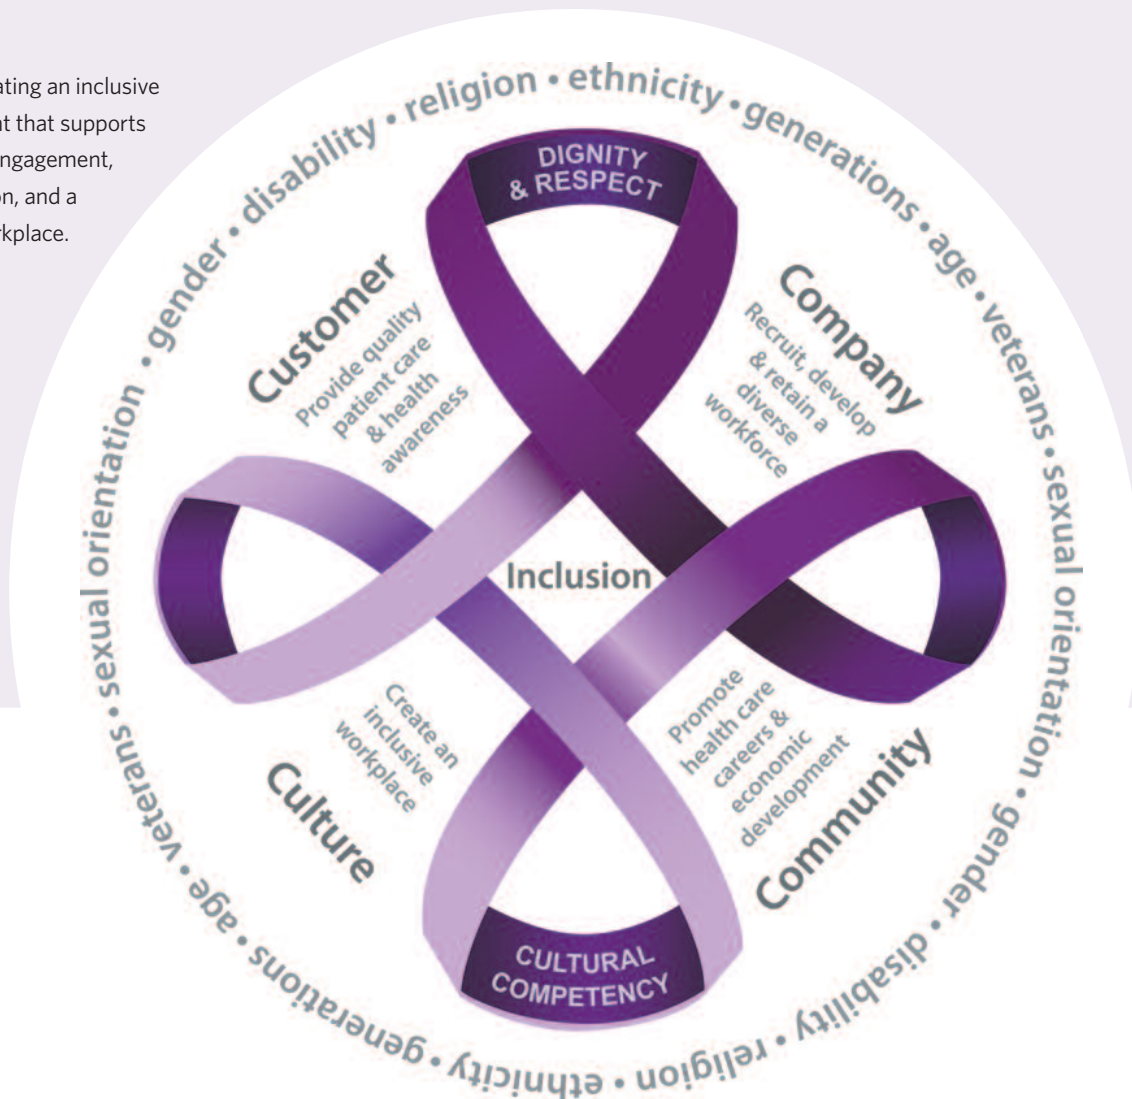 ating an inclusive
t that supports
ngagement,
on, and a
rkplace.
sexual orientation • gender • disability • religion • ethnicity • generations • age • veterans • sexual orientation • gender • disability • religion • ethnicity • generations • age • veterans •
DIGNITY
& RESPECT
Customer
Provide quality
patient care
& health
awareness
Company
Recruit, develop
& retain a
diverse
workforce
Inclusion
Create an
inclusive
workplace
Culture
Promote
health care
careers &
economic
development
Community
CULTURAL
COMPETENCY